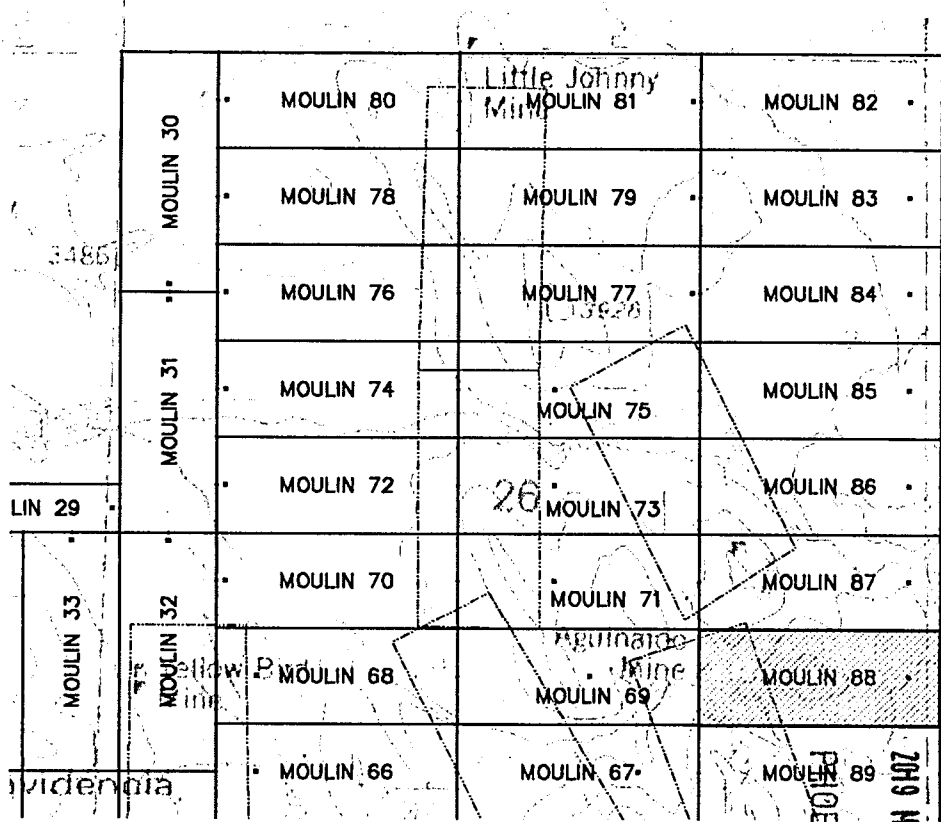 Little Johnny
MOULIN 80 MOULIN 81 MOULIN 82
MOULIN 30
MOULIN 78 MOULIN 79 MOULIN 83
MOULIN 76 MOULIN 77 MOULIN 84
3928
MOULIN 31
MOULIN 74 MOULIN 75 MOULIN 85
MOULIN 72 26 MOULIN 73 MOULIN 86
LIN 29
MOULIN 70 MOULIN 71 MOULIN 87
MOULIN 33 MOULIN 32
Aguinaldo
Mine
MOULIN 68 MOULIN 69 MOULIN 88
MOULIN 66 MOULIN 67 MOULIN 89
2019